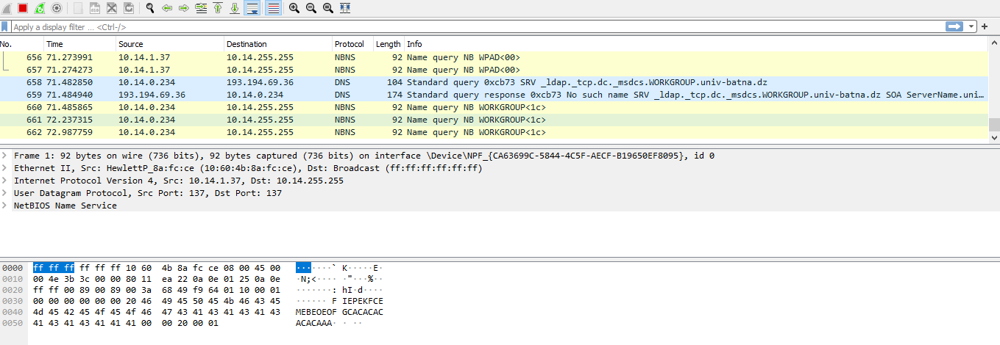 Apply a display filter ... <Ctrl-/>
No. Time Source Destination Protocol Length Info
656 71.273991 10.14.1.37 10.14.255.255 NBNS 92 Name query NB WPAD<00>
657 71.274273 10.14.1.37 10.14.255.255 NBNS 92 Name query NB WPAD<00>
658 71.482850 10.14.0.234 193.194.69.36 DNS 104 Standard query 0xcb73 SRV _ldap._tcp.dc._msdcs.WORKGROUP.univ-batna.dz
659 71.484940 193.194.69.36 10.14.0.234 DNS 174 Standard query response 0xcb73 No such name SRV _ldap._tcp.dc._msdcs.WORKGROUP.univ-batna.dz SOA ServerName.uni…
660 71.485865 10.14.0.234 10.14.255.255 NBNS 92 Name query NB WORKGROUP<1c>
661 72.237315 10.14.0.234 10.14.255.255 NBNS 92 Name query NB WORKGROUP<1c>
662 72.987759 10.14.0.234 10.14.255.255 NBNS 92 Name query NB WORKGROUP<1c>
Frame 1: 92 bytes on wire (736 bits), 92 bytes captured (736 bits) on interface \Device\NPF_{CA63699C-5844-4C5F-AECF-B19650EF8095}, id 0
Ethernet II, Src: HewlettP_8a:fc:ce (10:60:4b:8a:fc:ce), Dst: Broadcast (ff:ff:ff:ff:ff:ff)
Internet Protocol Version 4, Src: 10.14.1.37, Dst: 10.14.255.255
User Datagram Protocol, Src Port: 137, Dst Port: 137
NetBIOS Name Service
0000 ff ff ff ff ff ff 10 60 4b 8a fc ce 08 00 45 00 ·······` K·····E·
0010 00 4e 3b 3c 00 00 80 11 ea 22 0a 0e 01 25 0a 0e ·N;<···· ·"···%··
0020 ff ff 00 89 00 89 00 3a 68 49 f9 64 01 10 00 01 ·······: hI·d····
0030 00 00 00 00 00 00 20 46 49 45 50 45 4b 46 43 45 ······ F IEPEKFCE
0040 4d 45 42 45 4f 45 4f 46 47 43 41 43 41 43 41 43 MEBEOEOF GCACACAC
0050 41 43 41 43 41 41 41 00 00 20 00 01 ACACAAA· · ··